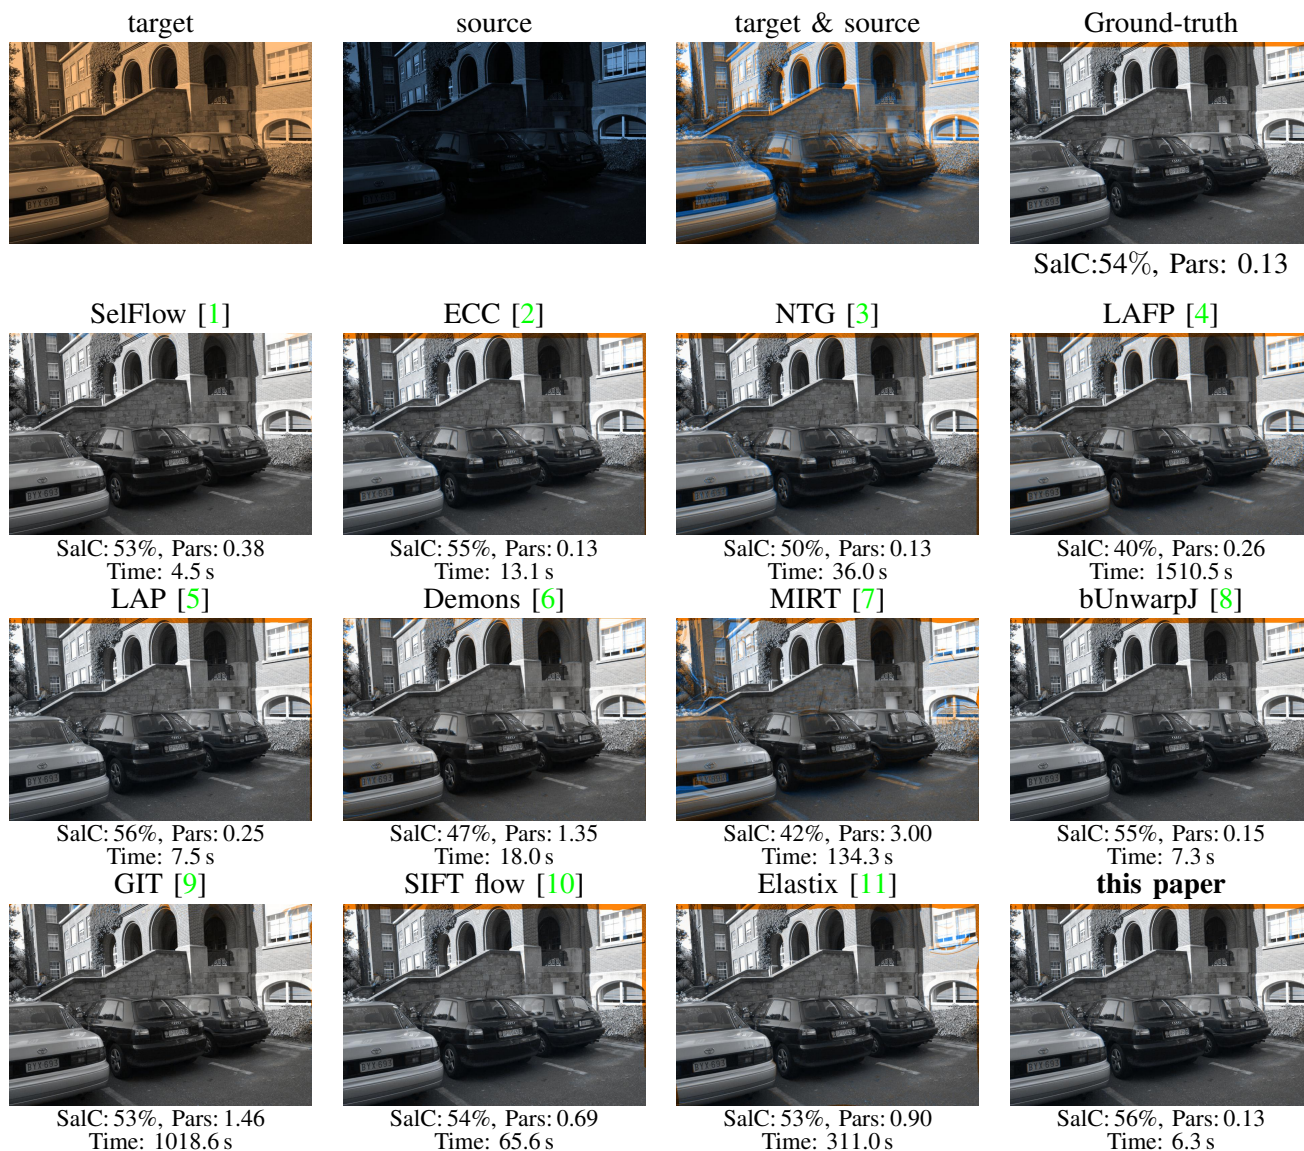 target
source
target & source
Ground-truth
SalC:54%, Pars: 0.13
SelFlow [1]
ECC [2]
NTG [3]
LAFP [4]
SalC: 53%, Pars: 0.38
Time: 4.5 s
SalC: 55%, Pars: 0.13
Time: 13.1 s
SalC: 50%, Pars: 0.13
Time: 36.0 s
SalC: 40%, Pars: 0.26
Time: 1510.5 s
LAP [5]
Demons [6]
MIRT [7]
bUnwarpJ [8]
SalC: 56%, Pars: 0.25
Time: 7.5 s
SalC: 47%, Pars: 1.35
Time: 18.0 s
SalC: 42%, Pars: 3.00
Time: 134.3 s
SalC: 55%, Pars: 0.15
Time: 7.3 s
GIT [9]
SIFT flow [10]
Elastix [11]
this paper
SalC: 53%, Pars: 1.46
Time: 1018.6 s
SalC: 54%, Pars: 0.69
Time: 65.6 s
SalC: 53%, Pars: 0.90
Time: 311.0 s
SalC: 56%, Pars: 0.13
Time: 6.3 s